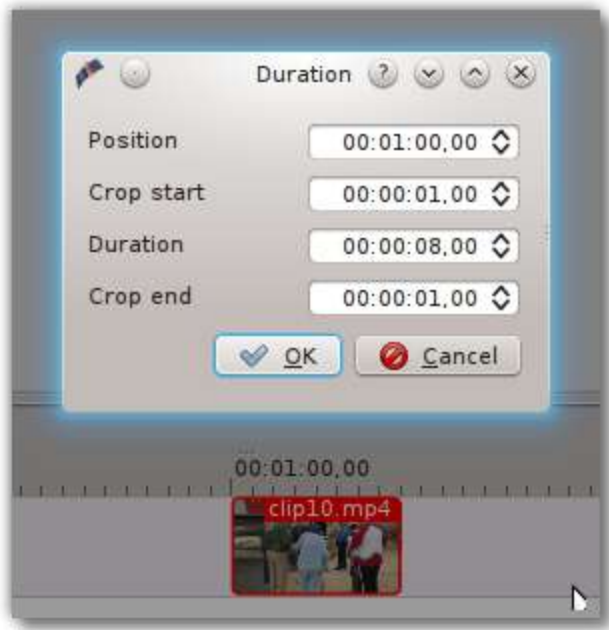 Duration ?
Position 00:01:00,00
Crop start 00:00:01,00
Duration 00:00:08,00
Crop end 00:00:01,00
OK Cancel
00:01:00,00
clip10.mp4